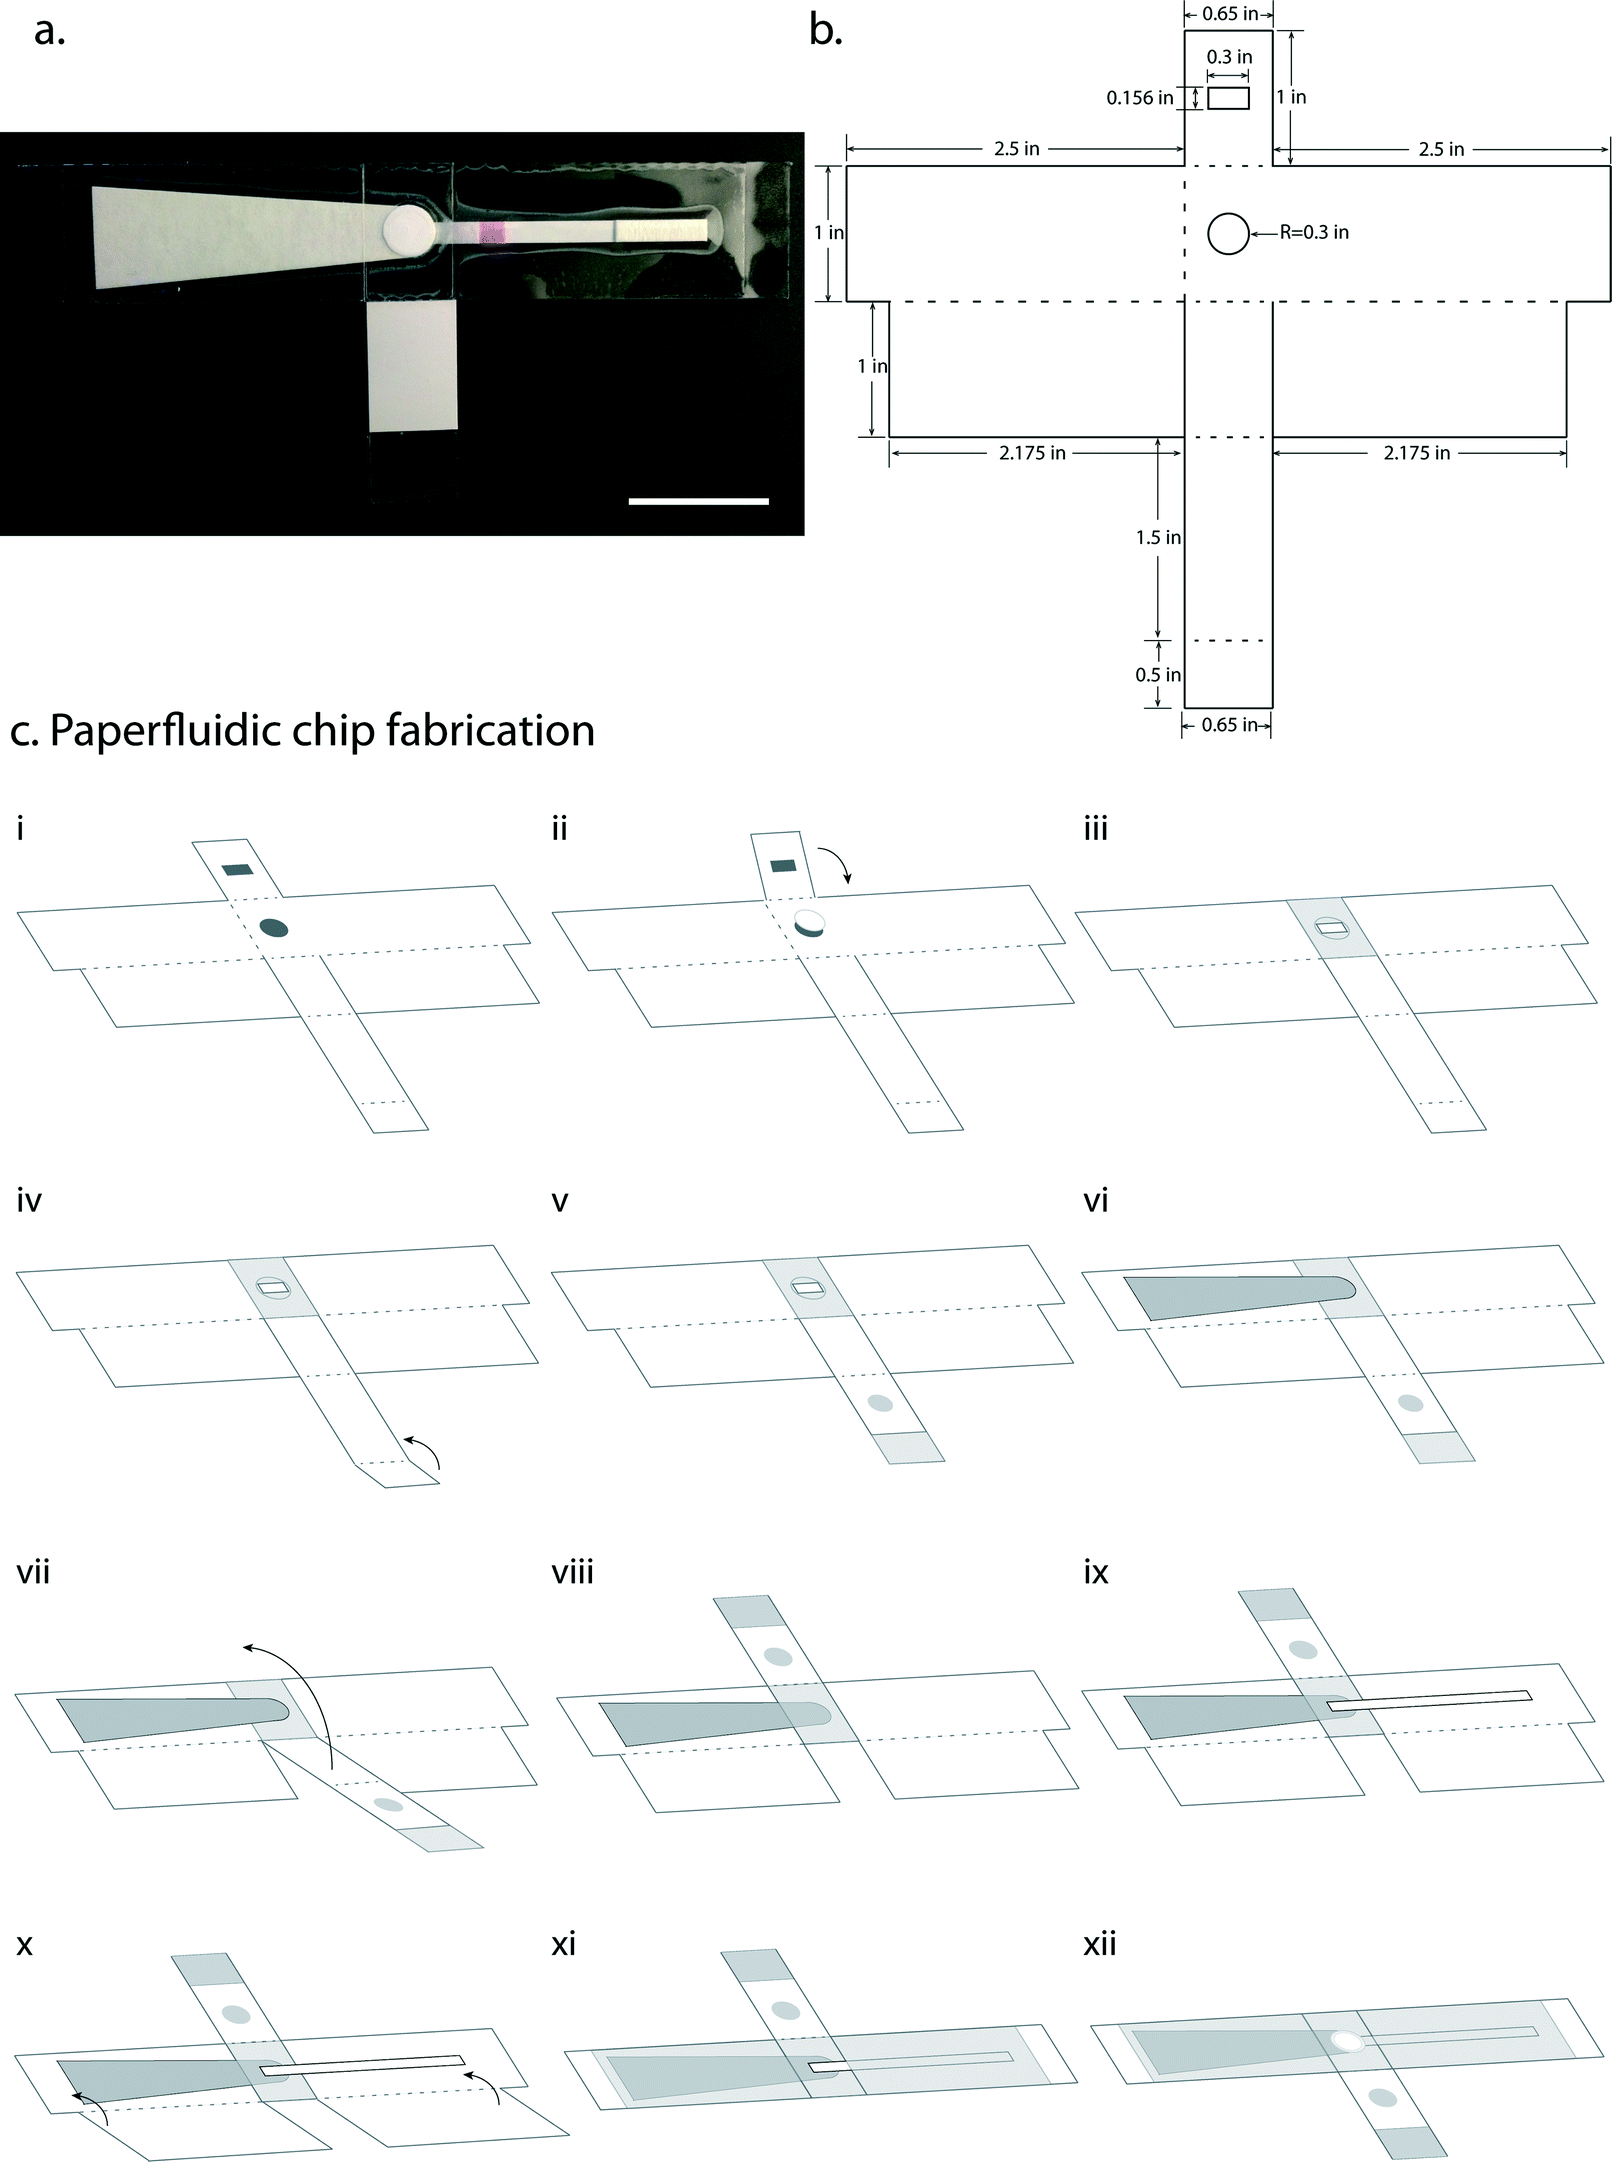 a.
b.
0.65 in
0.3 in
0.156 in
1 in
2.5 in
2.5 in
1 in
R=0.3 in
1 in
2.175 in
2.175 in
1.5 in
0.5 in
0.65 in
c. Paperfluidic chip fabrication
i
ii
iii
iv
v
vi
vii
viii
ix
x
xi
xii